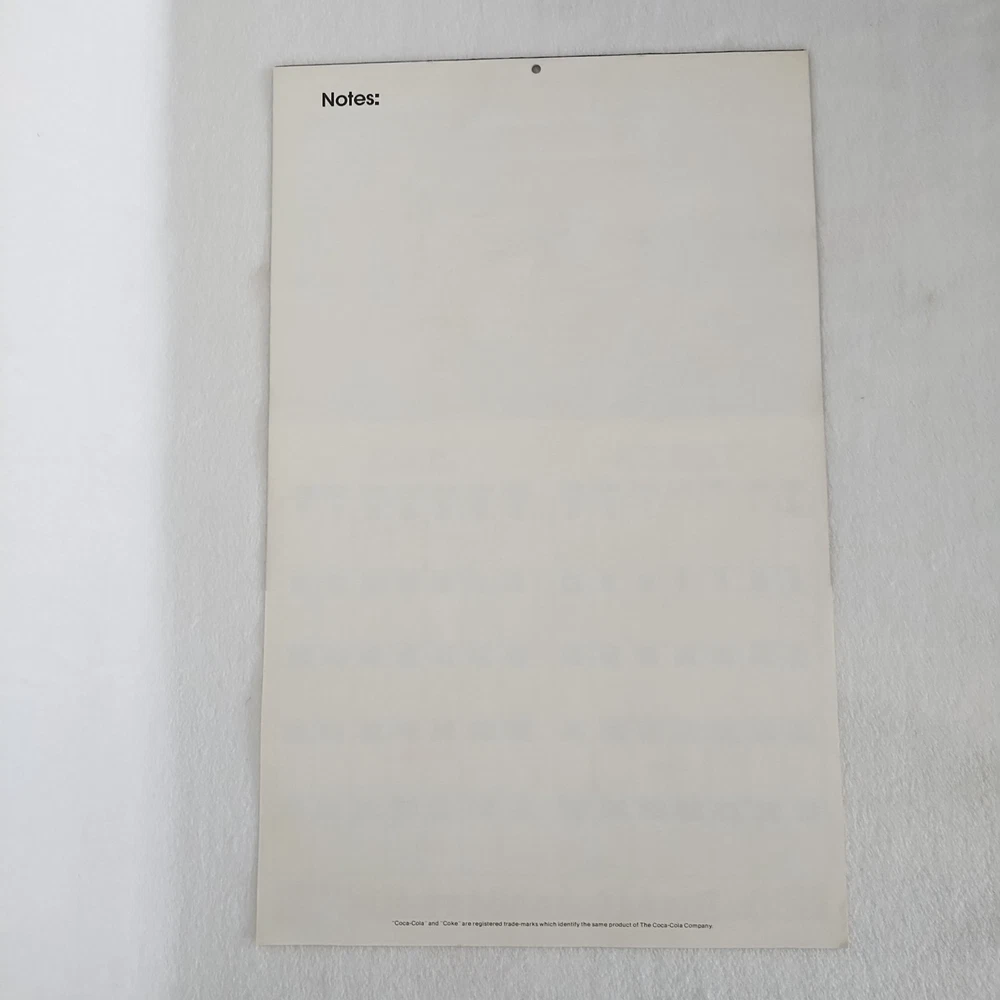 Notes:
"Coca-Cola" and "Coke" are registered trade-marks which identify the same product of The Coca-Cola Company.